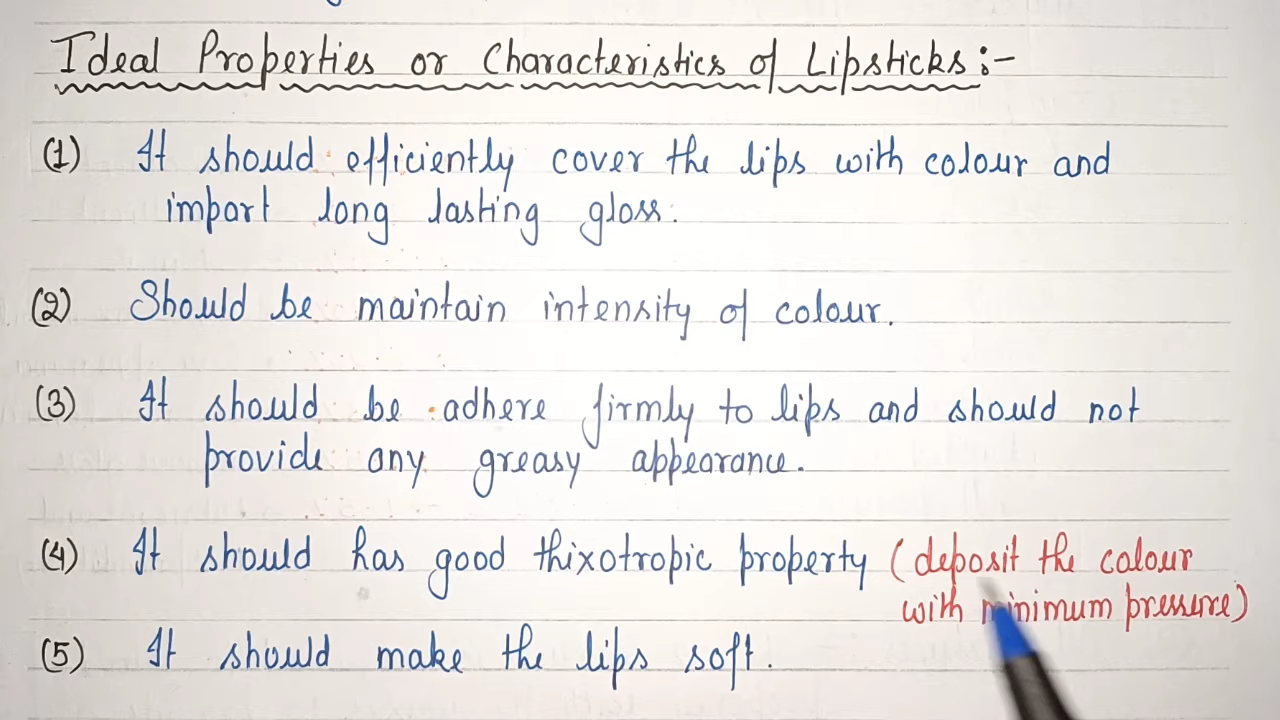 Ideal Properties or Characteristics of Lipsticks :-
(1) It should efficiently cover the lips with colour and
impart long lasting gloss.
(2) Should be maintain intensity of colour.
(3) It should be adhere firmly to lips and should not
provide any greasy appearance.
(4) It should has good thixotropic property (deposit the colour
with minimum pressure)
(5) It should make the lips soft.